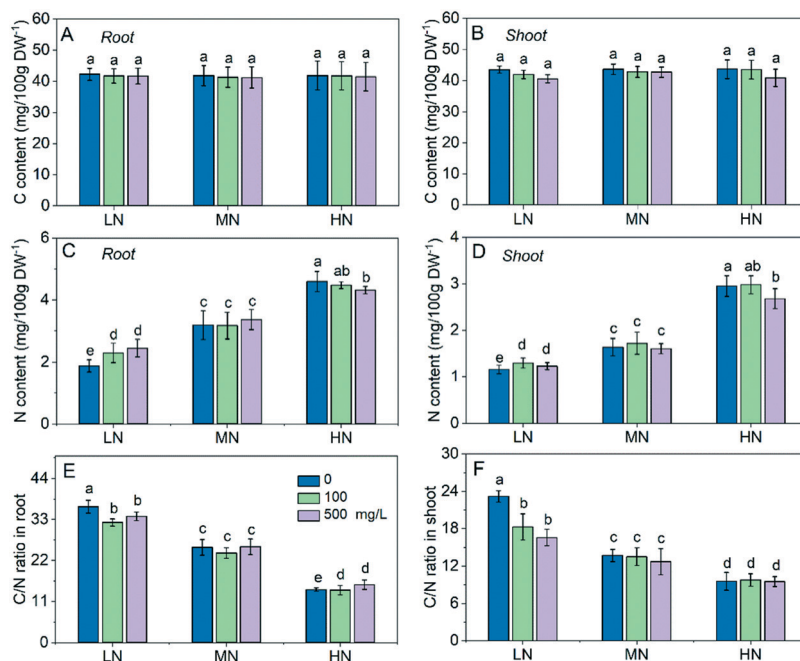 A
Root
C content (mg/100g DW-1)
60
40
20
0
a a a a a a a a a
LN MN HN
B
Shoot
C content (mg/100g DW-1)
60
50
40
30
20
10
0
a a a a a a a a a
LN MN HN
C
Root
N content (mg/100g DW-1)
6
4
2
0
e d d c c c a ab b
LN MN HN
D
Shoot
N content (mg/100g DW-1)
4
3
2
1
0
e d d c c c a ab b
LN MN HN
E
C/N ratio in root
44
33
22
11
0
0
100
500 mg/L
a b b c c c e d d
LN MN HN
F
C/N ratio in shoot
30
24
18
12
6
0
a b b c c c d d d
LN MN HN